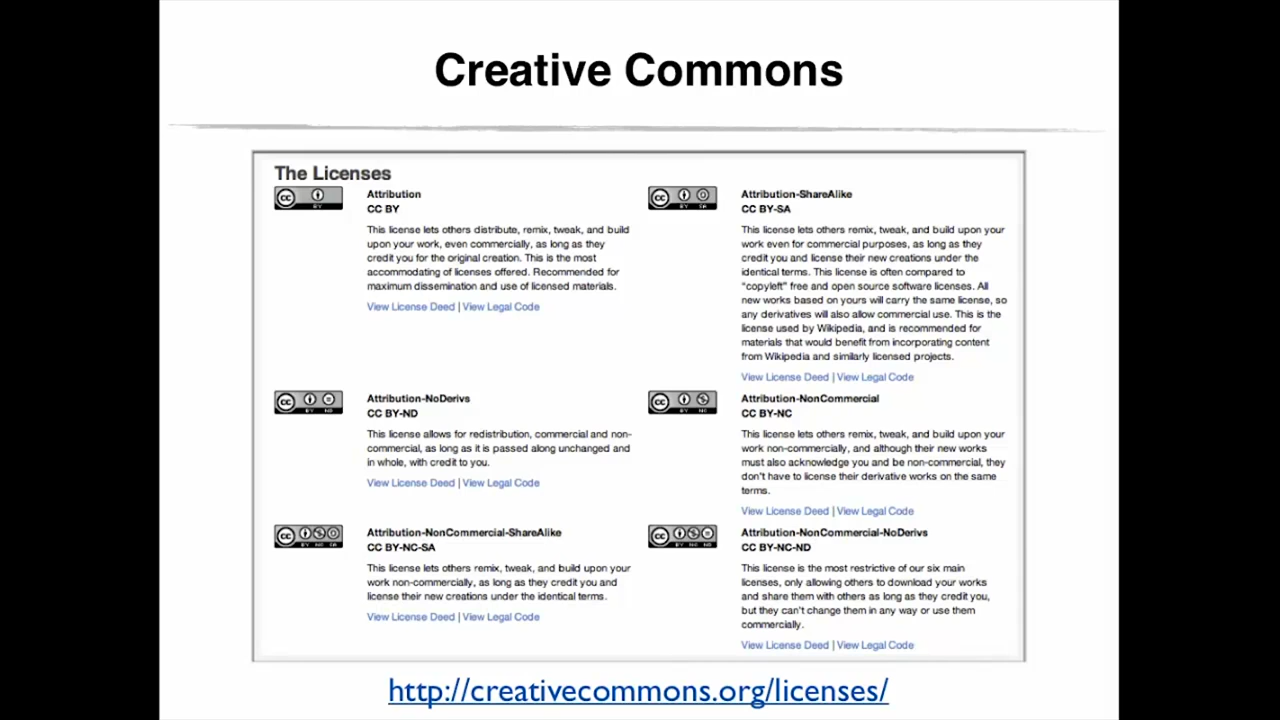 Creative Commons
The Licenses
Attribution
CC BY
This license lets others distribute, remix, tweak, and build
upon your work, even commercially, as long as they
credit you for the original creation. This is the most
accommodating of licenses offered. Recommended for
maximum dissemination and use of licensed materials.
View License Deed | View Legal Code
Attribution-ShareAlike
CC BY-SA
This license lets others remix, tweak, and build upon your
work even for commercial purposes, as long as they
credit you and license their new creations under the
identical terms. This license is often compared to
“copyleft” free and open source software licenses. All
new works based on yours will carry the same license, so
any derivatives will also allow commercial use. This is the
license used by Wikipedia, and is recommended for
materials that would benefit from incorporating content
from Wikipedia and similarly licensed projects.
View License Deed | View Legal Code
Attribution-NoDerivs
CC BY-ND
This license allows for redistribution, commercial and non-
commercial, as long as it is passed along unchanged and
in whole, with credit to you.
View License Deed | View Legal Code
Attribution-NonCommercial
CC BY-NC
This license lets others remix, tweak, and build upon your
work non-commercially, and although their new works
must also acknowledge you and be non-commercial, they
don’t have to license their derivative works on the same
terms.
View License Deed | View Legal Code
Attribution-NonCommercial-ShareAlike
CC BY-NC-SA
This license lets others remix, tweak, and build upon your
work non-commercially, as long as they credit you and
license their new creations under the identical terms.
View License Deed | View Legal Code
Attribution-NonCommercial-NoDerivs
CC BY-NC-ND
This license is the most restrictive of our six main
licenses, only allowing others to download your works
and share them with others as long as they credit you,
but they can’t change them in any way or use them
commercially.
View License Deed | View Legal Code
http://creativecommons.org/licenses/